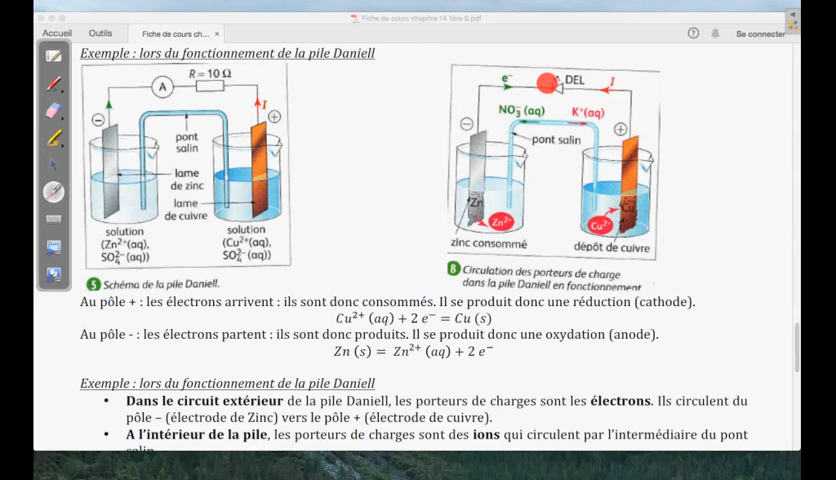 Fiche de cours chapitre 14 1ère S.pdf
Accueil Outils Fiche de cours ch... × Se connecter
Exemple : lors du fonctionnement de la pile Daniell
R = 10 Ω
A
I
−
+
pont
salin
lame
de zinc
lame
de cuivre
solution
(Zn²⁺(aq),
SO₄²⁻(aq))
solution
(Cu²⁺(aq),
SO₄²⁻(aq))
5 Schéma de la pile Daniell.
e⁻ DEL I
NO₃⁻(aq) K⁺(aq)
−
+
pont salin
Zn Zn²⁺
Cu²⁺ Cu
zinc consommé
dépôt de cuivre
8 Circulation des porteurs de charge
dans la pile Daniell en fonctionnement
Au pôle + : les électrons arrivent : ils sont donc consommés. Il se produit donc une réduction (cathode).
Cu²⁺ (aq) + 2 e⁻ = Cu (s)
Au pôle - : les électrons partent : ils sont donc produits. Il se produit donc une oxydation (anode).
Zn (s) = Zn²⁺ (aq) + 2 e⁻
Exemple : lors du fonctionnement de la pile Daniell
• Dans le circuit extérieur de la pile Daniell, les porteurs de charges sont les électrons. Ils circulent du
pôle – (électrode de Zinc) vers le pôle + (électrode de cuivre).
• A l'intérieur de la pile, les porteurs de charges sont des ions qui circulent par l'intermédiaire du pont
salin